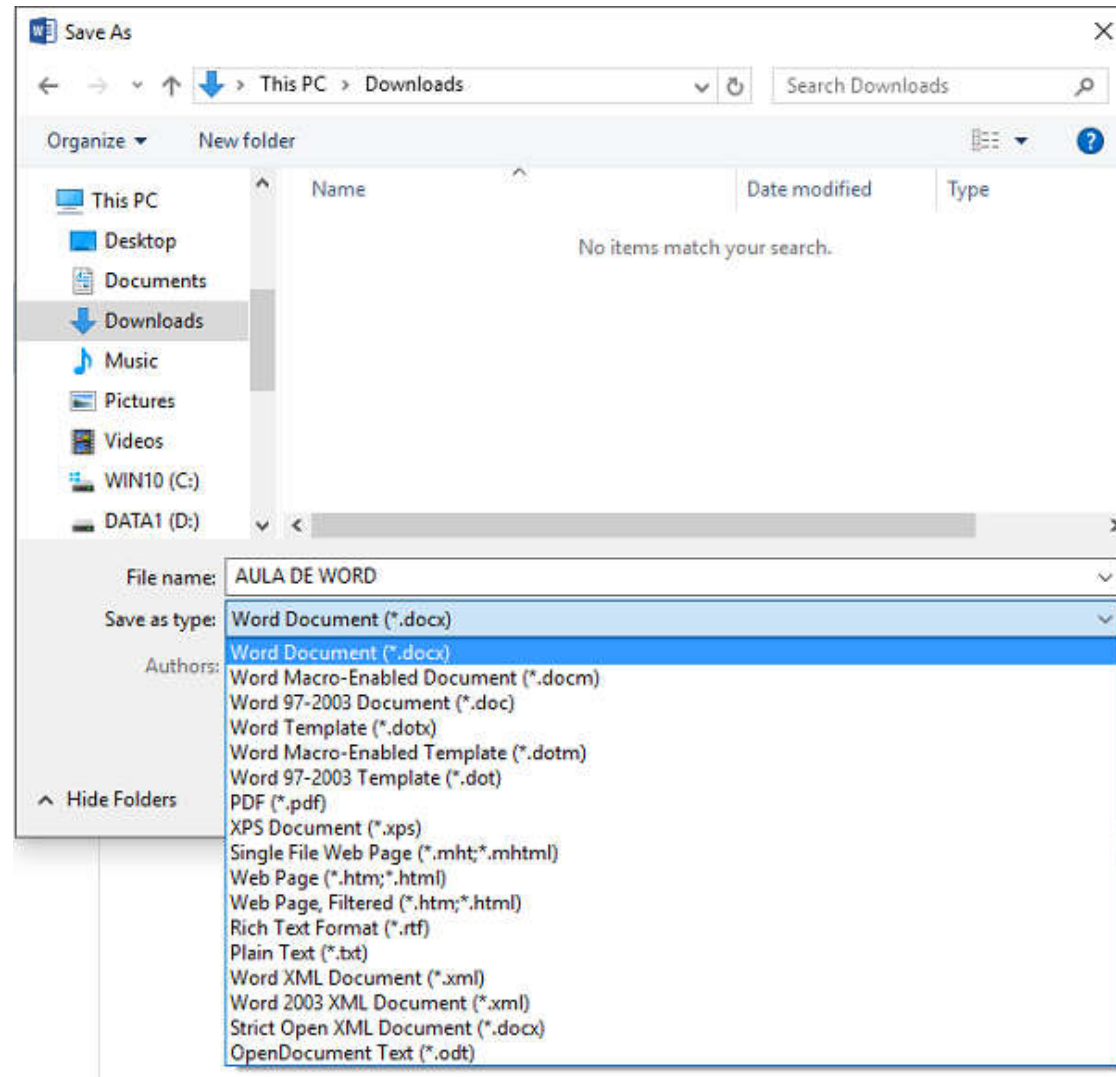 Save As
This PC > Downloads
Search Downloads
Organize
New folder
Name
Date modified
Type
No items match your search.
This PC
Desktop
Documents
Downloads
Music
Pictures
Videos
WIN10 (C:)
DATA1 (D:)
File name: AULA DE WORD
Save as type: Word Document (*.docx)
Authors:
Word Document (*.docx)
Word Macro-Enabled Document (*.docm)
Word 97-2003 Document (*.doc)
Word Template (*.dotx)
Word Macro-Enabled Template (*.dotm)
Word 97-2003 Template (*.dot)
PDF (*.pdf)
XPS Document (*.xps)
Single File Web Page (*.mht;*.mhtml)
Web Page (*.htm;*.html)
Web Page, Filtered (*.htm;*.html)
Rich Text Format (*.rtf)
Plain Text (*.txt)
Word XML Document (*.xml)
Word 2003 XML Document (*.xml)
Strict Open XML Document (*.docx)
OpenDocument Text (*.odt)
Hide Folders